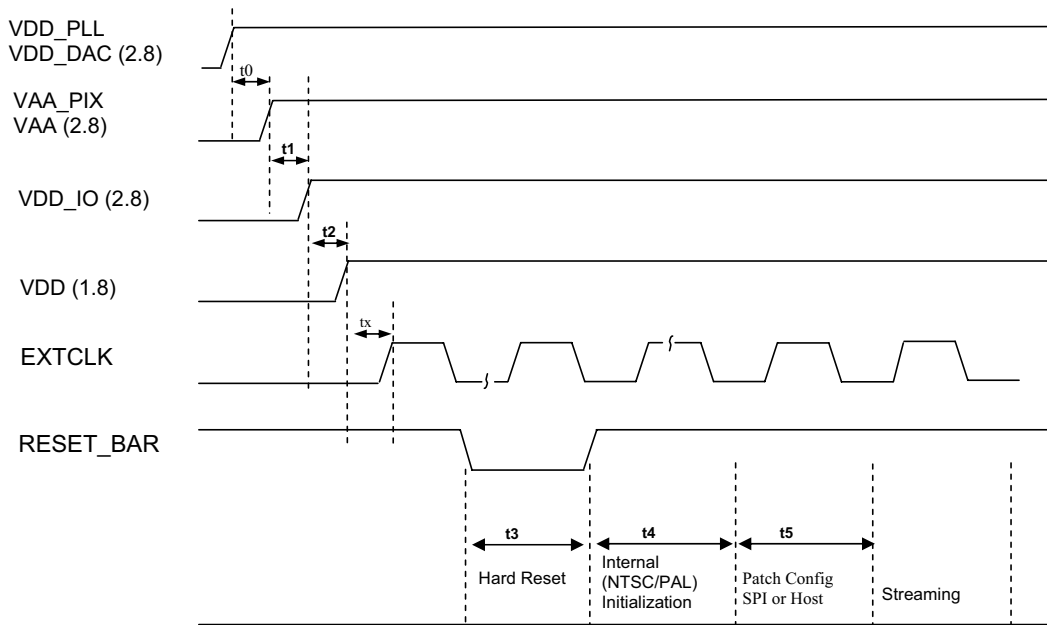 VDD_PLL
VDD_DAC (2.8)
t0
VAA_PIX
VAA (2.8)
t1
VDD_IO (2.8)
t2
VDD (1.8)
tx
EXTCLK
RESET_BAR
t3
t4
t5
Hard Reset
Internal
(NTSC/PAL)
Initialization
Patch Config
SPI or Host
Streaming